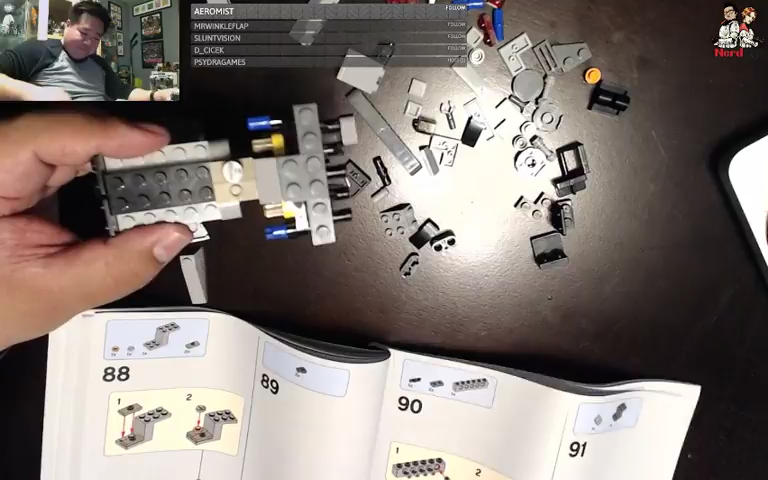 AEROMIST FOLLOW
MRWINKLEFLAP FOLLOW
SLUNTVISION FOLLOW
D_CICEK FOLLOW
PSYDRAGAMES
Nerd
88
1 2
89
90
1 2
91